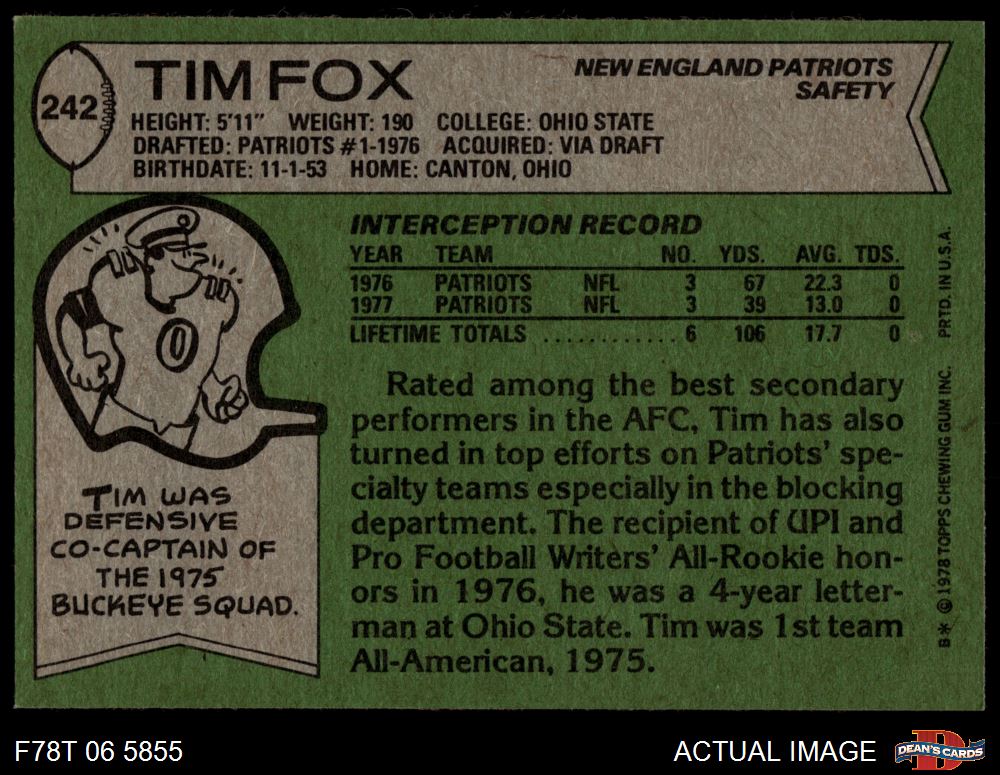 242
TIM FOX
NEW ENGLAND PATRIOTS
SAFETY
HEIGHT: 5'11" WEIGHT: 190 COLLEGE: OHIO STATE
DRAFTED: PATRIOTS #1-1976 ACQUIRED: VIA DRAFT
BIRTHDATE: 11-1-53 HOME: CANTON, OHIO
INTERCEPTION RECORD
YEAR TEAM NO. YDS. AVG. TDS.
1976 PATRIOTS NFL 3 67 22.3 0
1977 PATRIOTS NFL 3 39 13.0 0
LIFETIME TOTALS ............ 6 106 17.7 0
Rated among the best secondary
performers in the AFC, Tim has also
turned in top efforts on Patriots' spe-
cialty teams especially in the blocking
department. The recipient of UPI and
Pro Football Writers' All-Rookie hon-
ors in 1976, he was a 4-year letter-
man at Ohio State. Tim was 1st team
All-American, 1975.
0
TIM WAS
DEFENSIVE
CO-CAPTAIN OF
THE 1975
BUCKEYE SQUAD.
B* © 1978 TOPPS CHEWING GUM INC. PRTD. IN U.S.A.
F78T 06 5855
ACTUAL IMAGE
DEAN'S CARDS